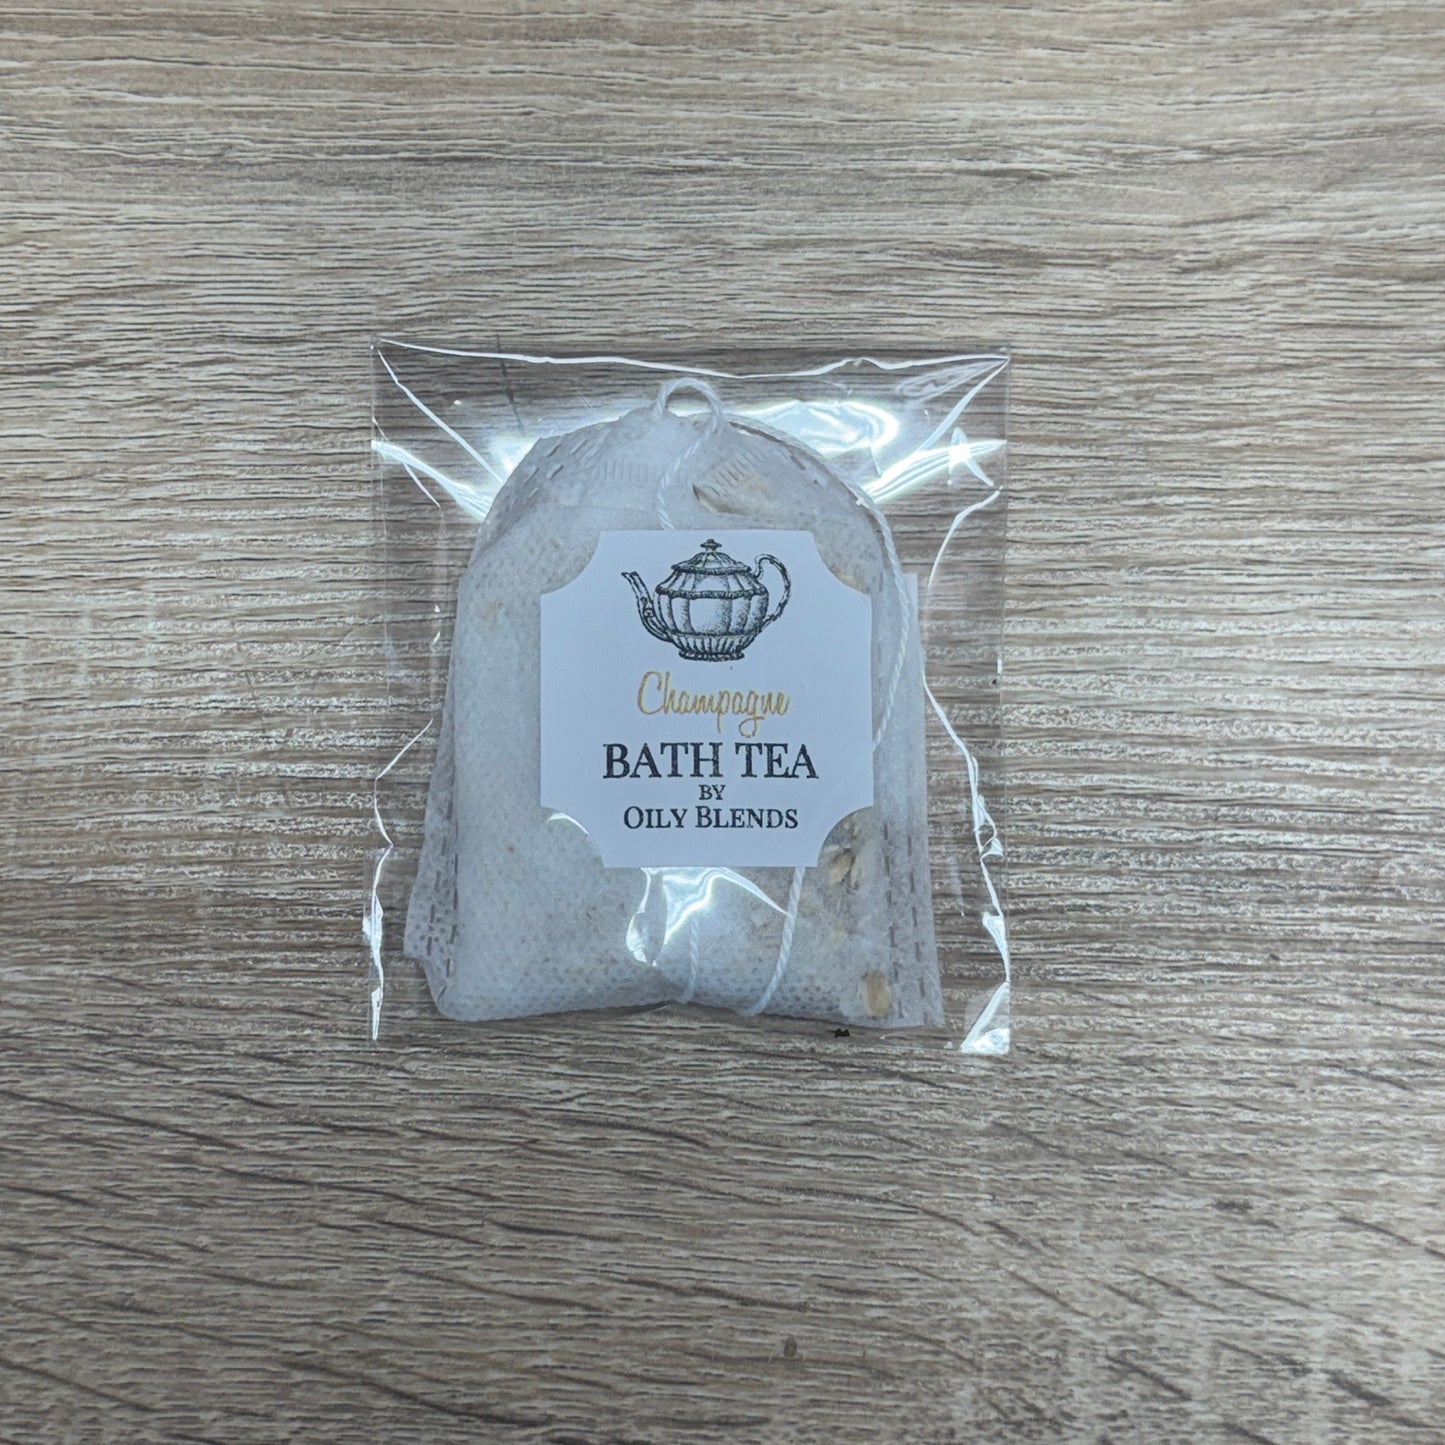 Champagne
BATH TEA
BY
OILY BLENDS